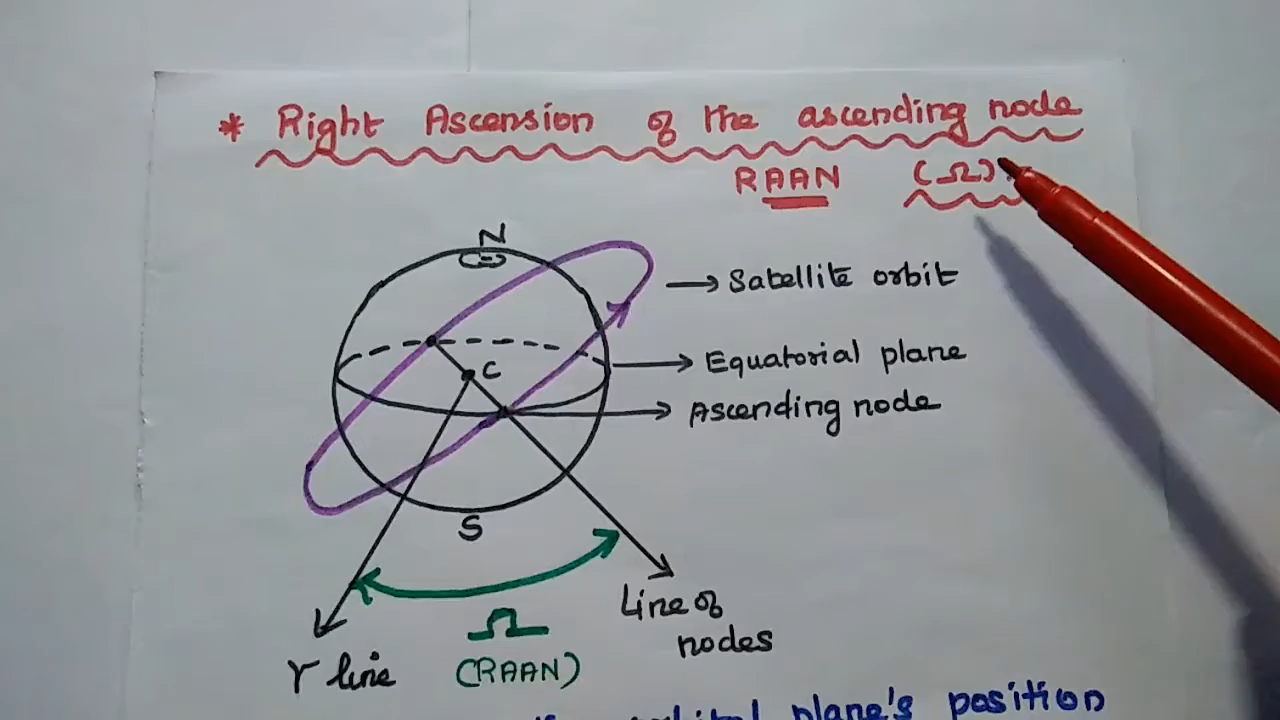 * Right Ascension of the ascending node
RAAN (Ω):
N
Satellite orbit
Equatorial plane
C
Ascending node
S
Line of
nodes
Ω
(RAAN)
ϒ line
orbital plane's position